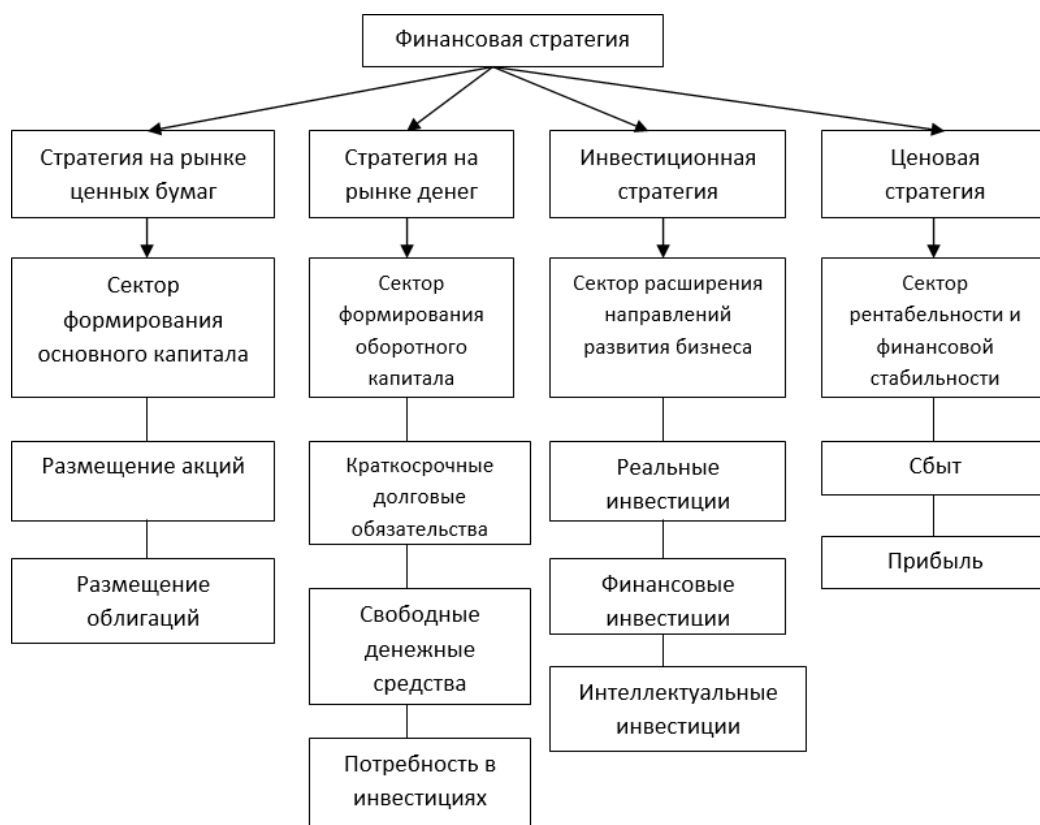 Финансовая стратегия
Стратегия на рынке
ценных бумаг
Стратегия на
рынке денег
Инвестиционная
стратегия
Ценовая
стратегия
Сектор
формирования
основного капитала
Сектор
формирования
оборотного
капитала
Сектор расширения
направлений
развития бизнеса
Сектор
рентабельности и
финансовой
стабильности
Размещение акций
Краткосрочные
долговые
обязательства
Реальные
инвестиции
Сбыт
Размещение
облигаций
Свободные
денежные
средства
Финансовые
инвестиции
Прибыль
Интеллектуальные
инвестиции
Потребность в
инвестициях